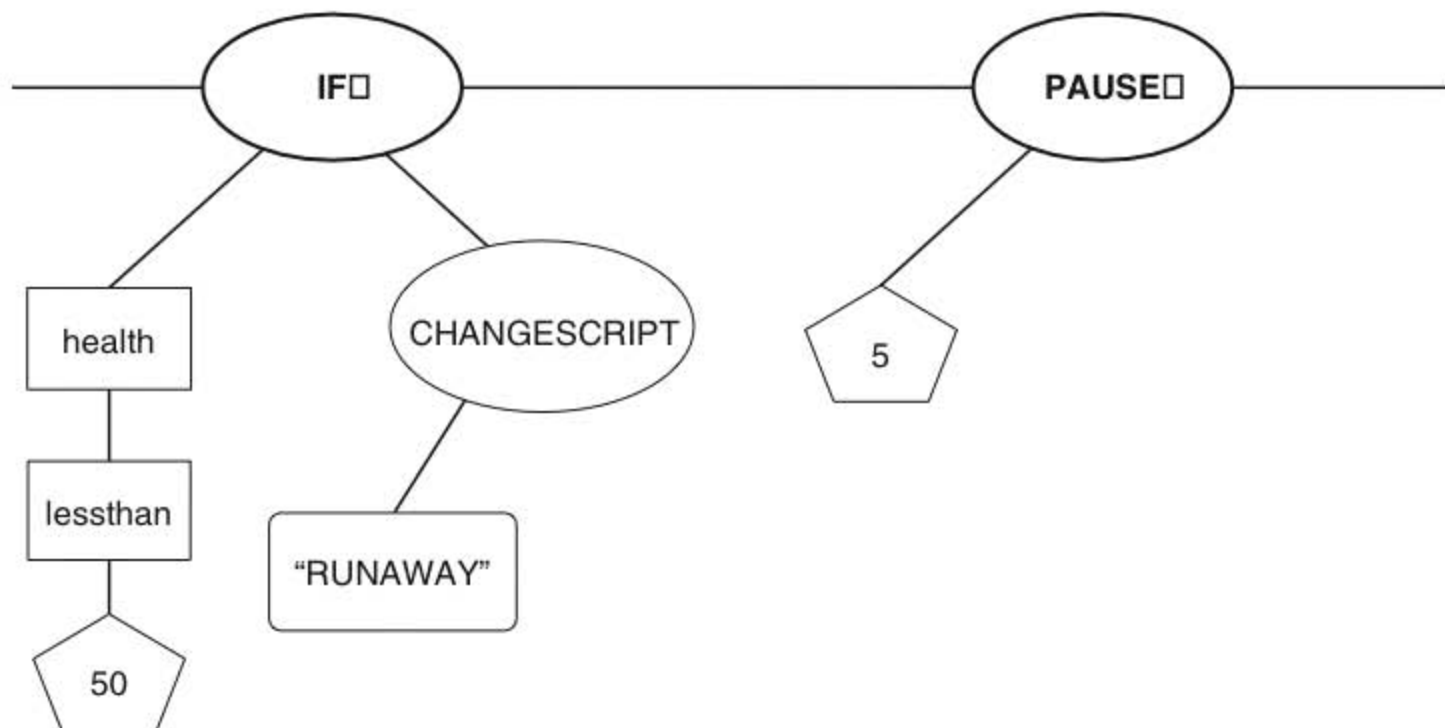 IF□
PAUSE□
health
CHANGESCRIPT
5
lessthan
“RUNAWAY”
50